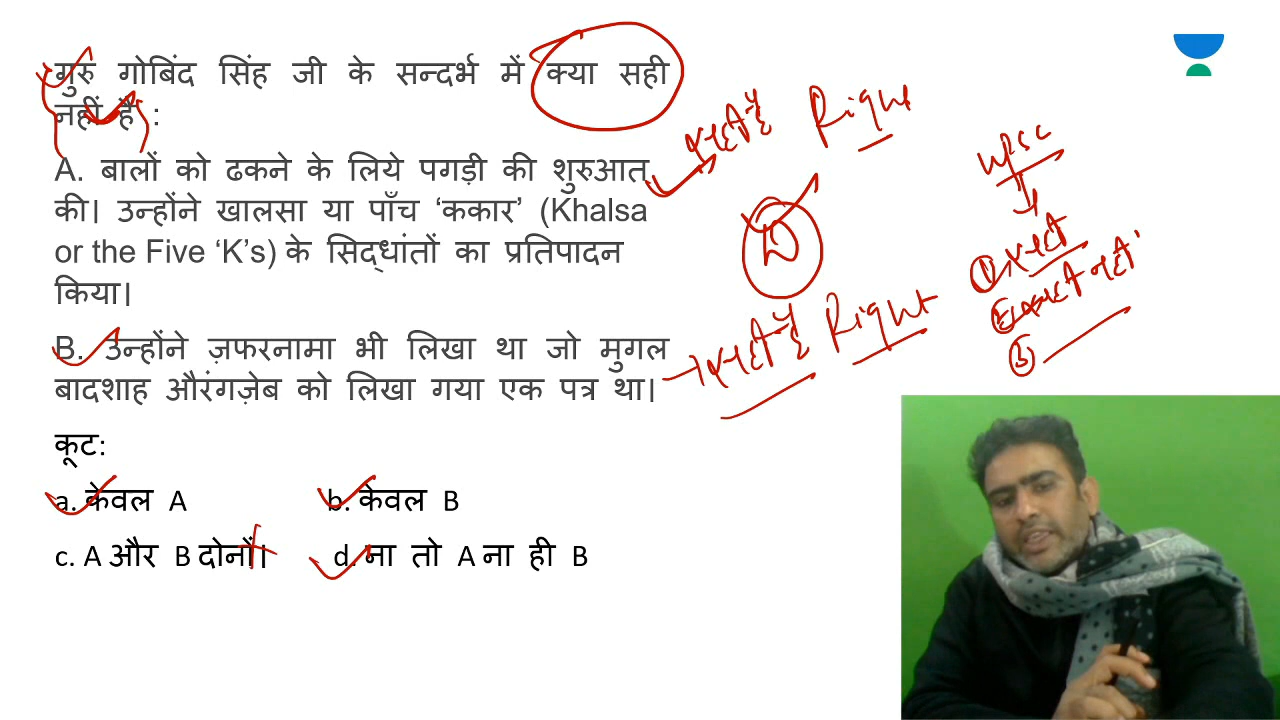 गुरु गोबिंद सिंह जी के सन्दर्भ में क्या सही
नहीं है :
A. बालों को ढकने के लिये पगड़ी की शुरुआत
की। उन्होंने खालसा या पाँच ‘ककार’ (Khalsa
or the Five ‘K’s) के सिद्धांतों का प्रतिपादन
किया।
B. उन्होंने ज़फरनामा भी लिखा था जो मुगल
बादशाह औरंगज़ेब को लिखा गया एक पत्र था।
कूट:
a. केवल A b. केवल B
c. A और B दोनों। d. ना तो A ना ही B
Right
UPSC
D
Right